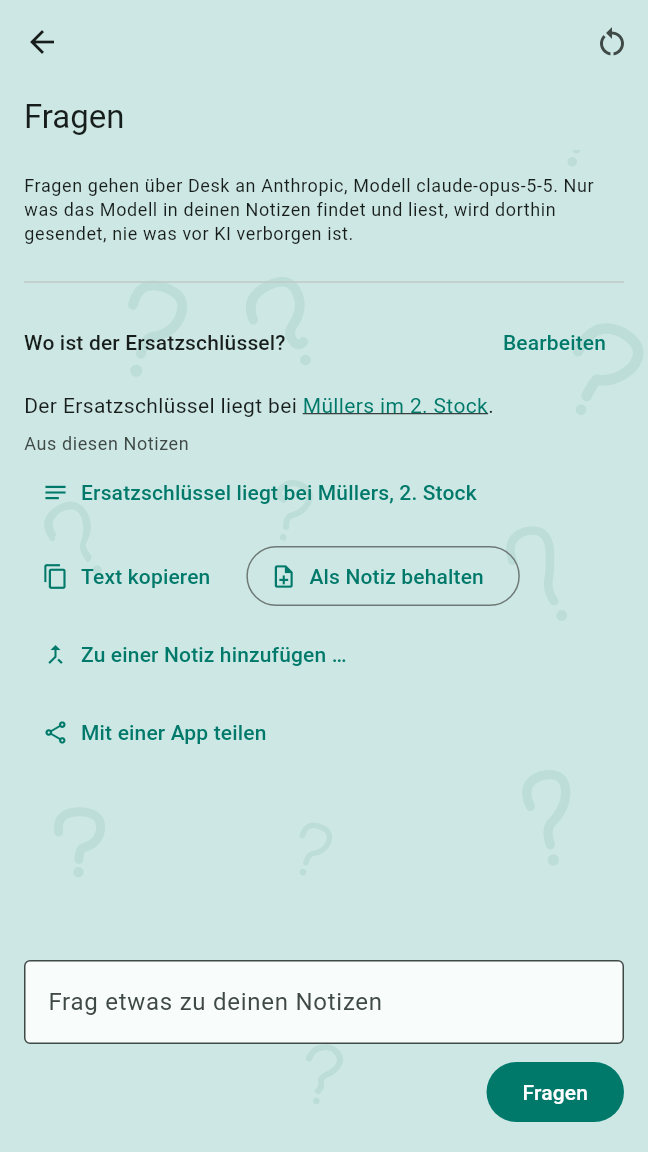 Fragen
Fragen gehen über Desk an Anthropic, Modell claude-opus-5-5. Nur
was das Modell in deinen Notizen findet und liest, wird dorthin
gesendet, nie was vor KI verborgen ist.
Wo ist der Ersatzschlüssel?
Bearbeiten
Der Ersatzschlüssel liegt bei Müllers im 2. Stock.
Aus diesen Notizen
Ersatzschlüssel liegt bei Müllers, 2. Stock
Text kopieren
Als Notiz behalten
Zu einer Notiz hinzufügen …
Mit einer App teilen
Frag etwas zu deinen Notizen
Fragen